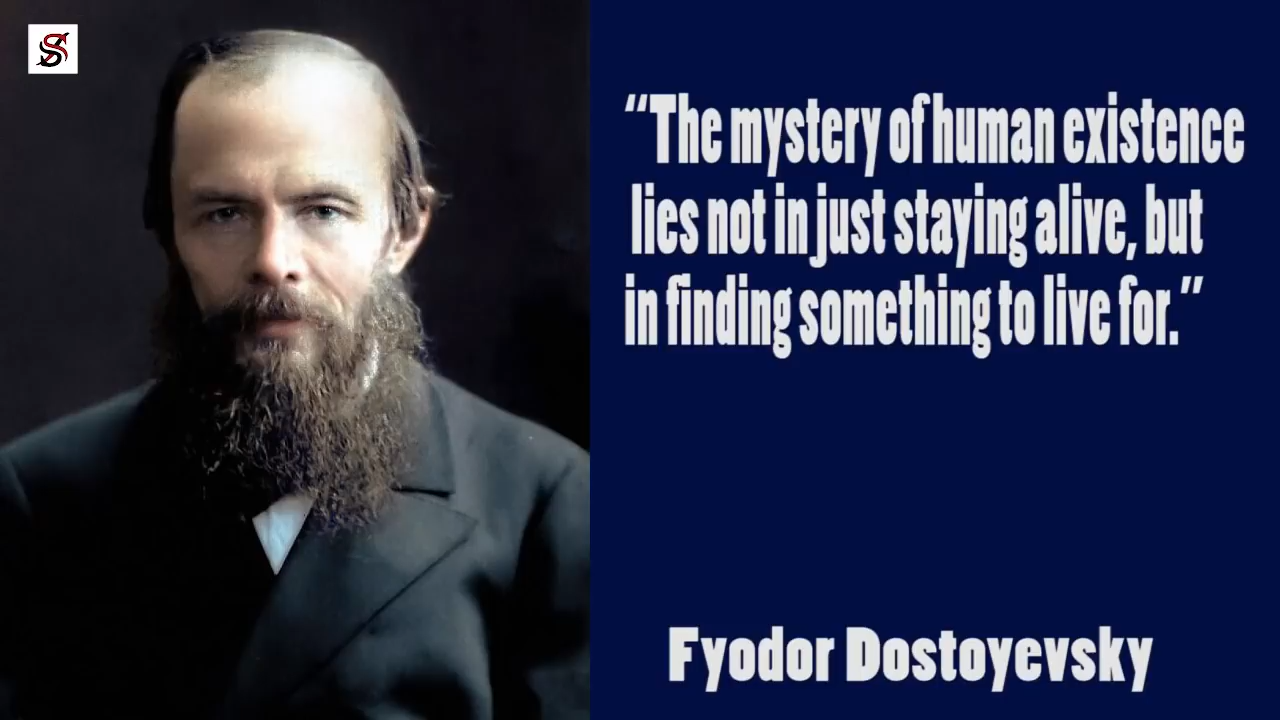 “The mystery of human existence
lies not in just staying alive, but
in finding something to live for.”
Fyodor Dostoyevsky